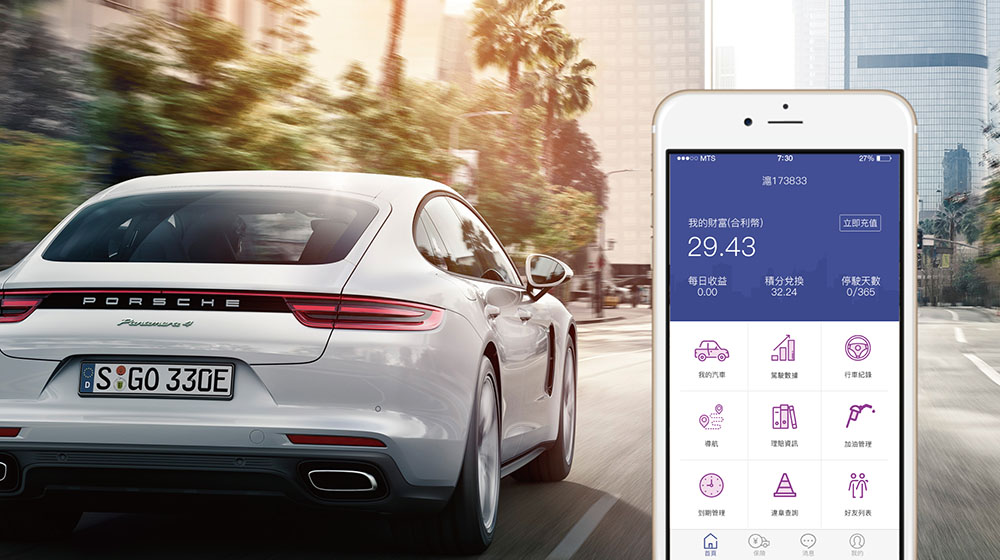 PORSCHE
Panamera 4
D
S GO 330E
MTS
7:30
27%
滬173833
我的財富(合利幣)
立即充值
29.43
每日收益
積分兌換
停駛天數
0.00
32.24
0/365
我的汽車
駕駛數據
行車紀錄
導航
理賠資訊
加油管理
到期管理
違章查詢
好友列表
首頁
保險
消息
我的